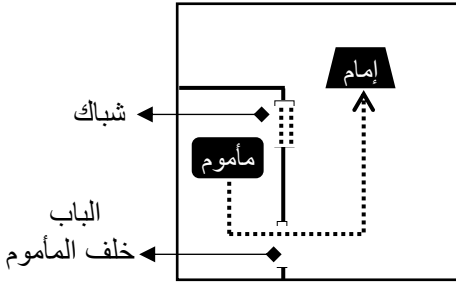 إمام
شباك
مأموم
الباب
خلف المأموم